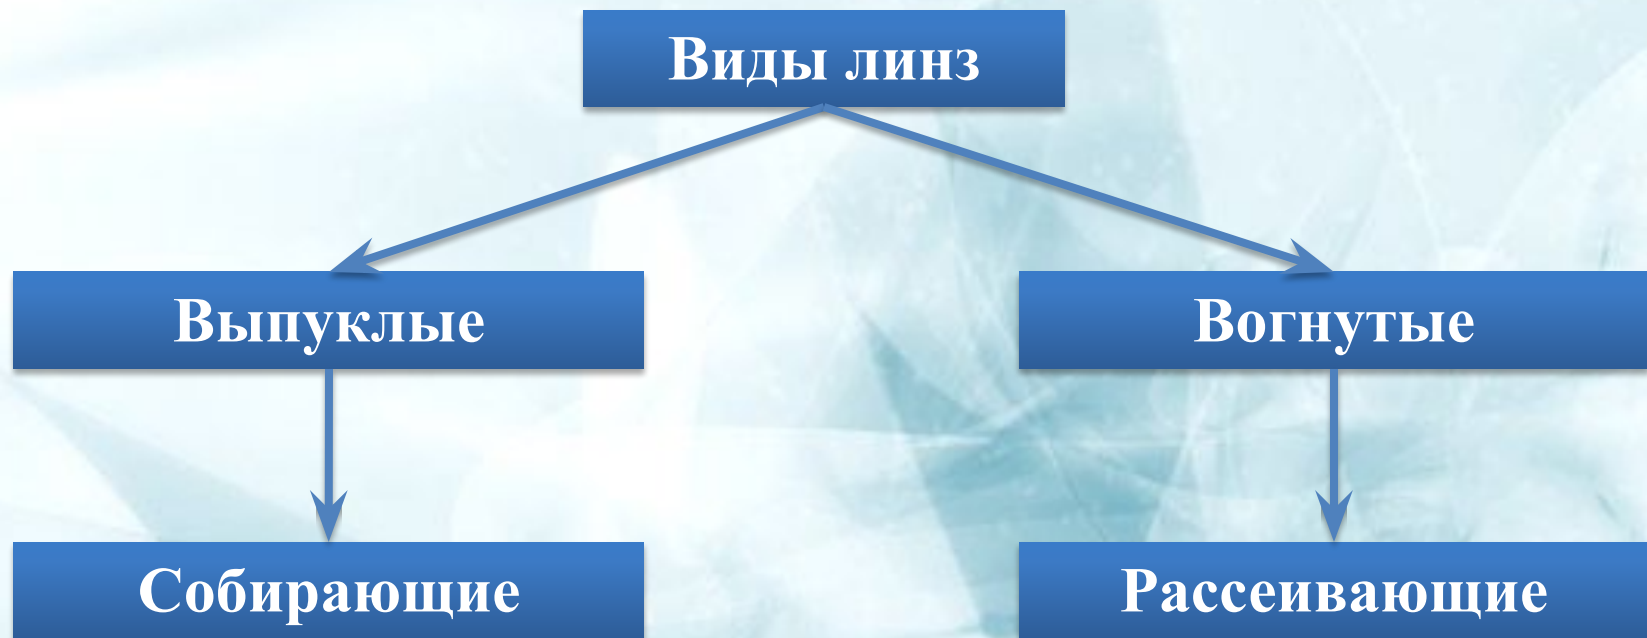 Виды линз
Выпуклые
Вогнутые
Собирающие
Рассеивающие